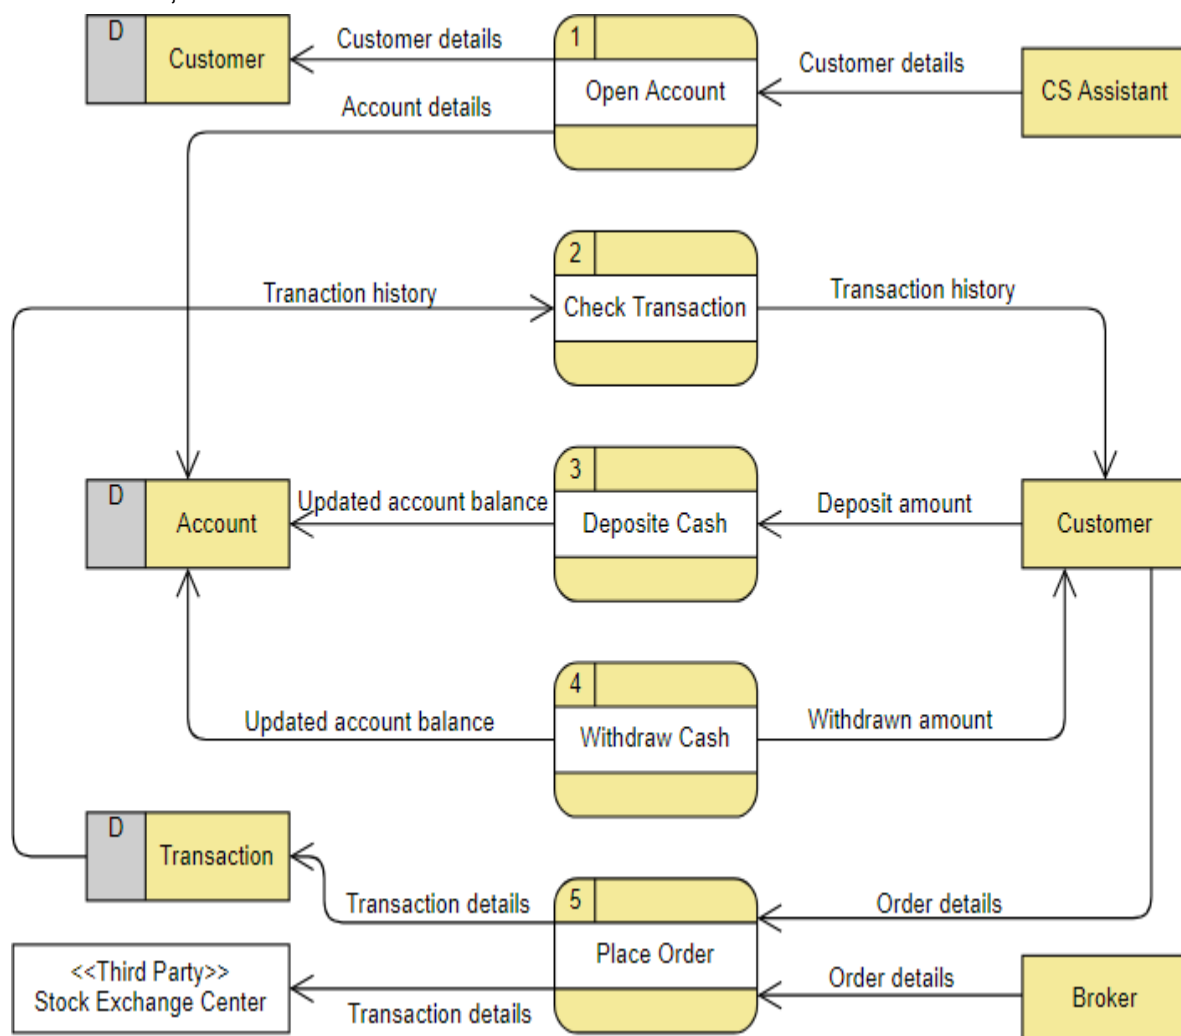 D
Customer
Customer details
1
Open Account
Customer details
CS Assistant
Account details
2
Tranaction history
Check Transaction
Transaction history
D
Account
Updated account balance
3
Deposite Cash
Deposit amount
Customer
4
Updated account balance
Withdraw Cash
Withdrawn amount
D
Transaction
Transaction details
5
Place Order
Order details
<<Third Party>>
Stock Exchange Center
Transaction details
Order details
Broker